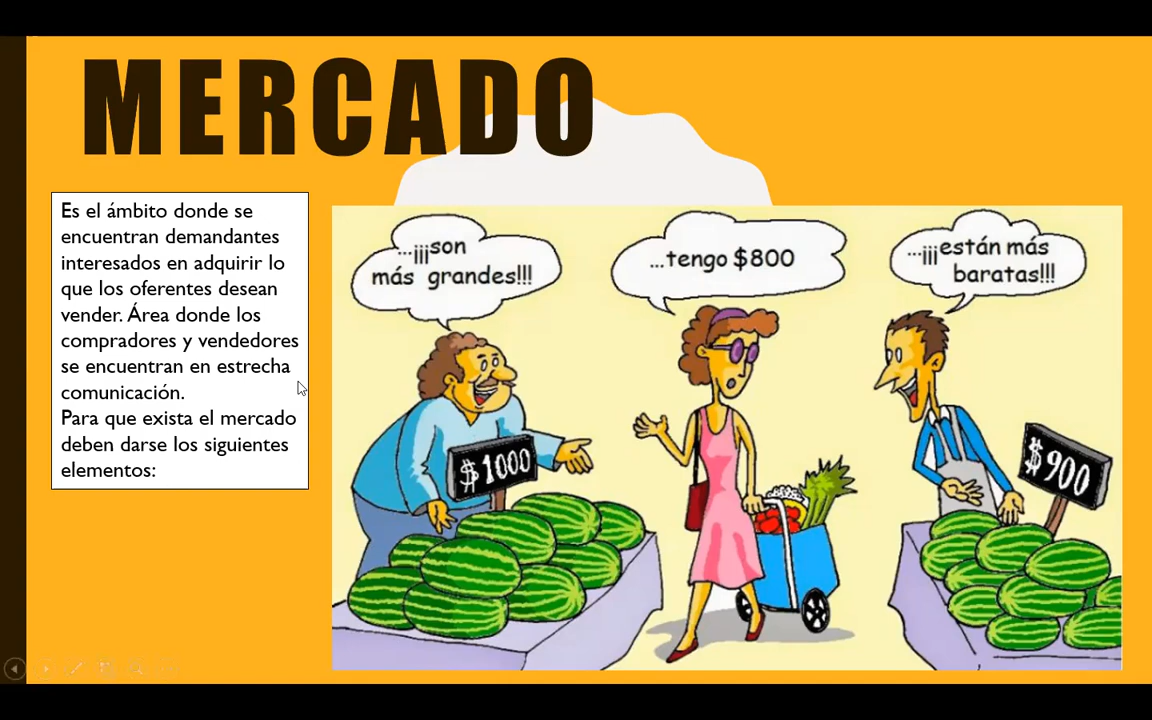 MERCADO
Es el ámbito donde se
encuentran demandantes
interesados en adquirir lo
que los oferentes desean
vender. Área donde los
compradores y vendedores
se encuentran en estrecha
comunicación.
Para que exista el mercado
deben darse los siguientes
elementos:
...¡¡¡son
más grandes!!!
...tengo $800
...¡¡¡están más
baratas!!!
$1000
$900